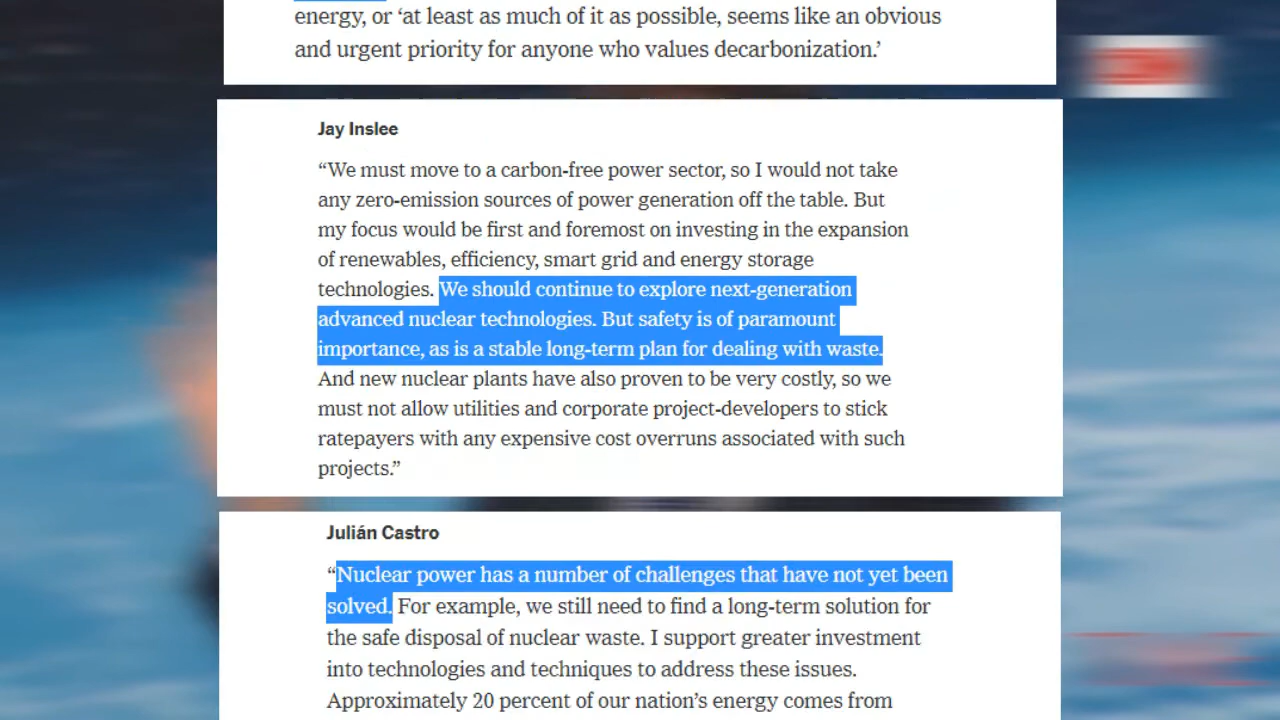 energy, or ‘at least as much of it as possible, seems like an obvious
and urgent priority for anyone who values decarbonization.’
Jay Inslee
“We must move to a carbon-free power sector, so I would not take
any zero-emission sources of power generation off the table. But
my focus would be first and foremost on investing in the expansion
of renewables, efficiency, smart grid and energy storage
technologies. We should continue to explore next-generation
advanced nuclear technologies. But safety is of paramount
importance, as is a stable long-term plan for dealing with waste.
And new nuclear plants have also proven to be very costly, so we
must not allow utilities and corporate project-developers to stick
ratepayers with any expensive cost overruns associated with such
projects.”
Julián Castro
“Nuclear power has a number of challenges that have not yet been
solved. For example, we still need to find a long-term solution for
the safe disposal of nuclear waste. I support greater investment
into technologies and techniques to address these issues.
Approximately 20 percent of our nation’s energy comes from